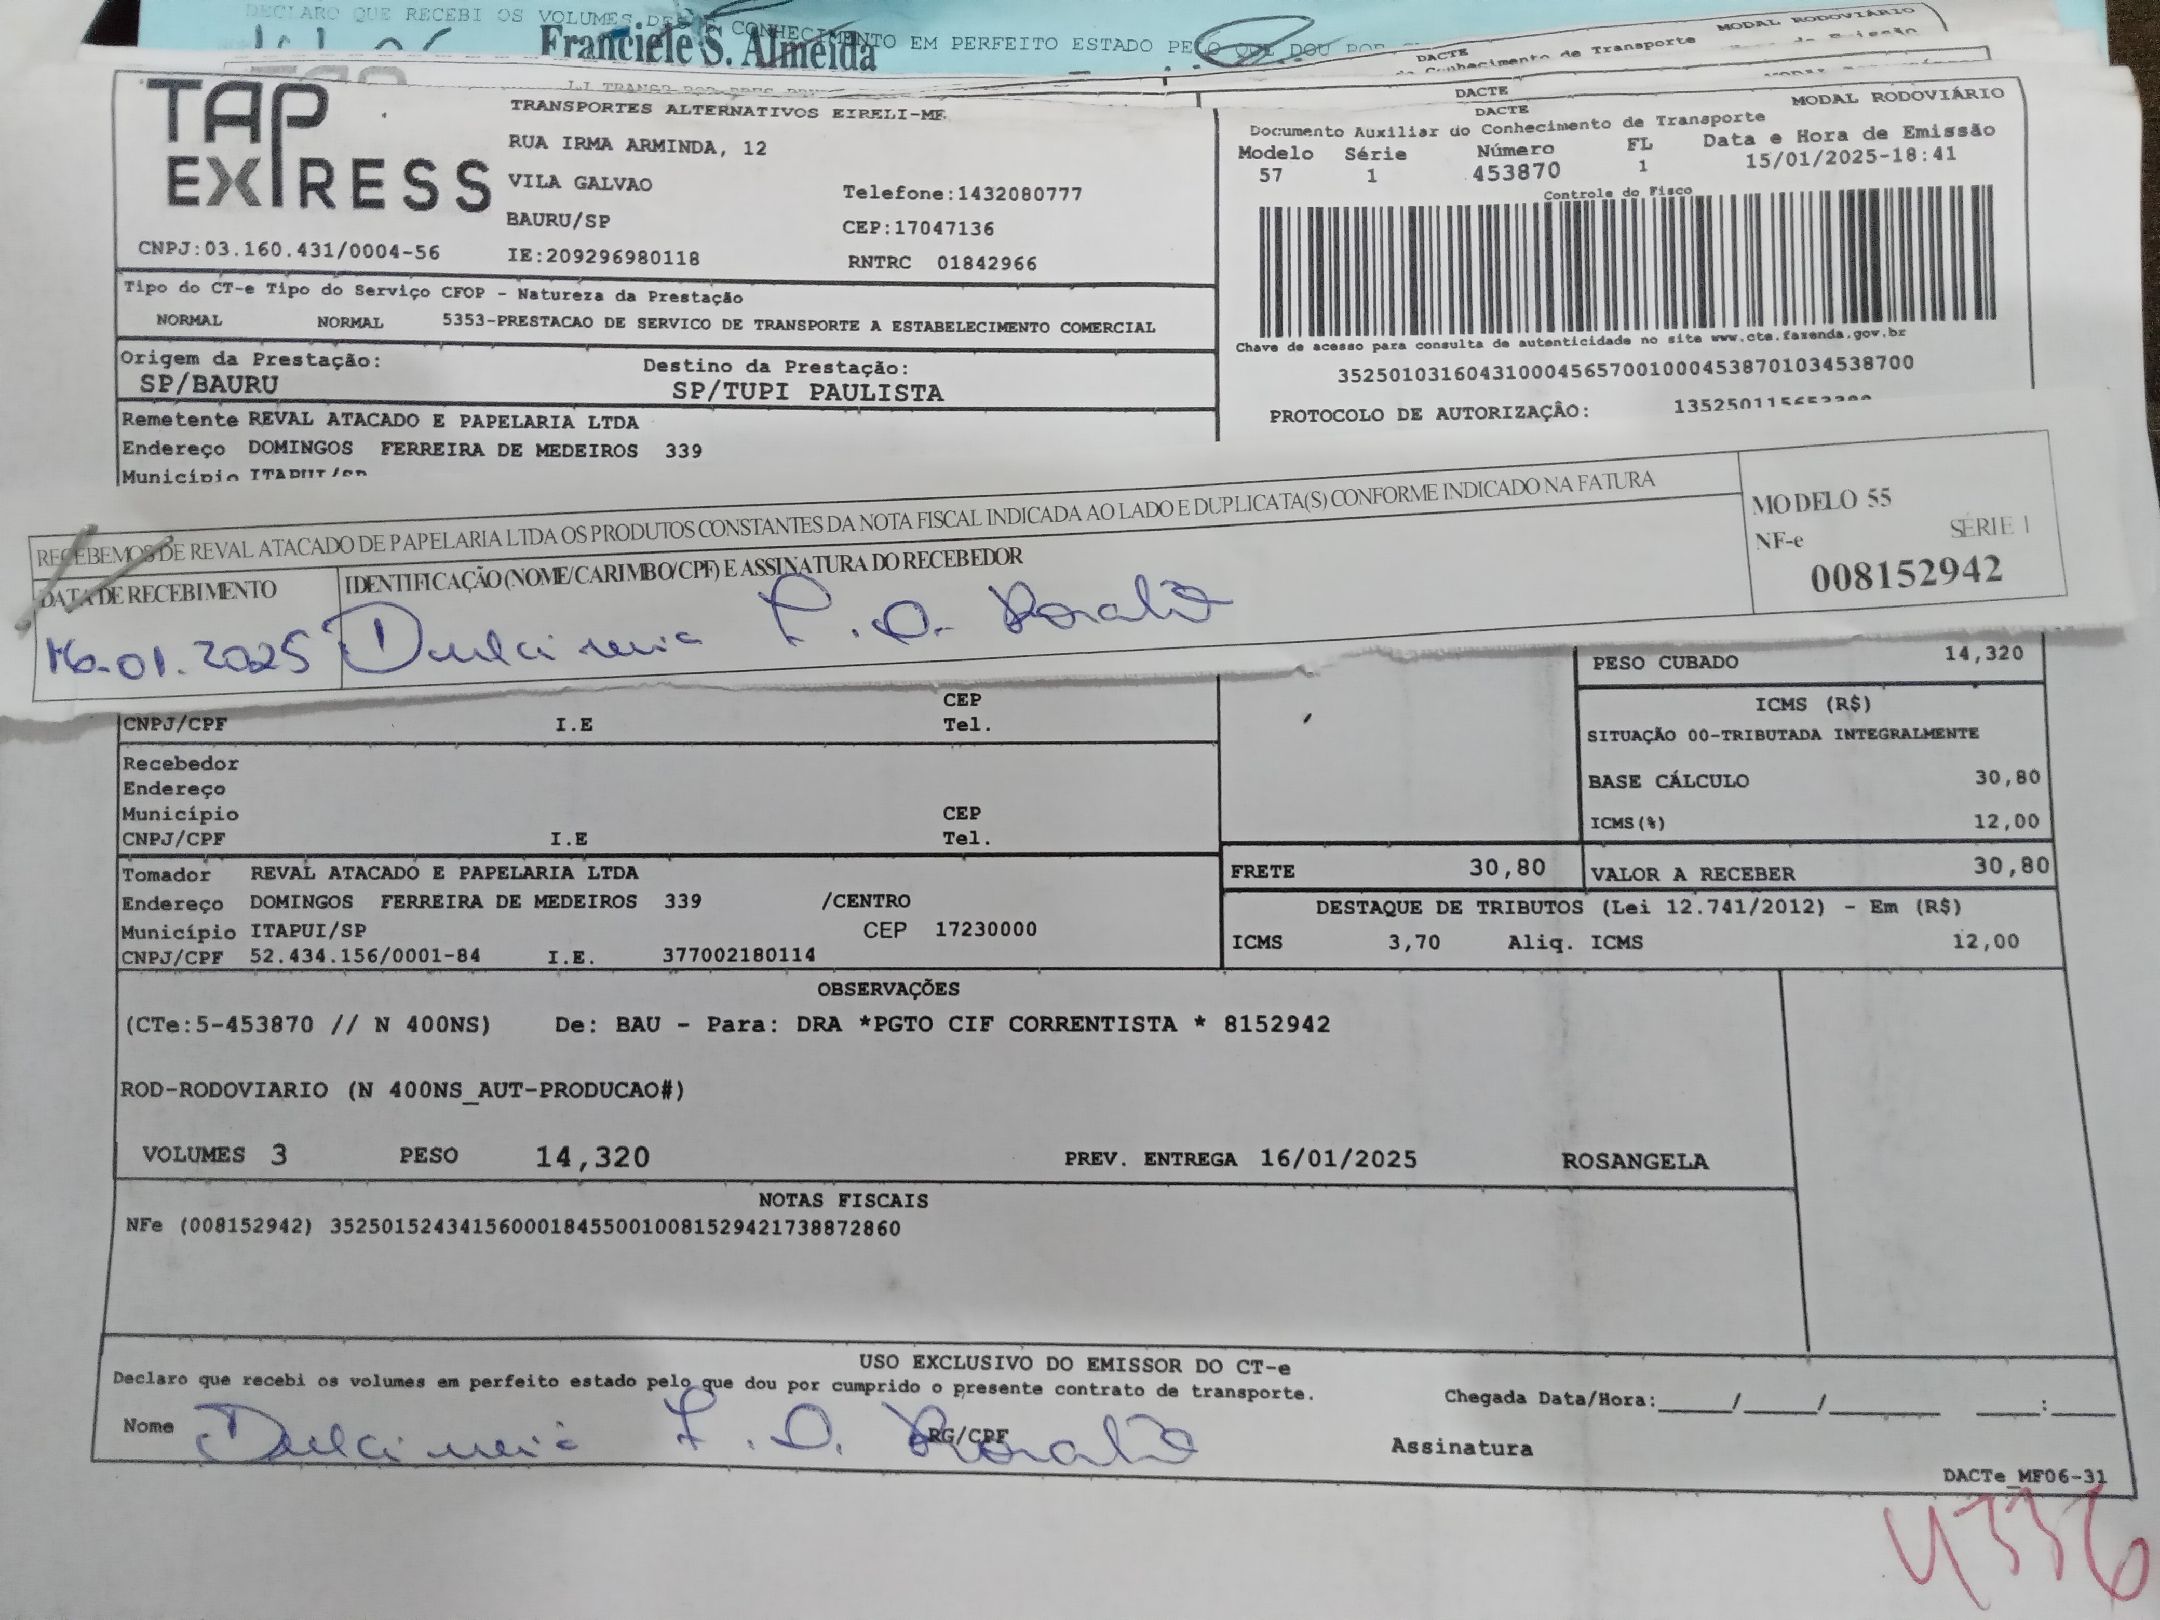 DECLARO QUE RECEBI OS VOLUMES DESTE CONHECIMENTO EM PERFEITO ESTADO PELO QUE DOU POR
Franciele S. Almeida
DACTE MODAL RODOVIÁRIO
Conhecimento de Transporte
TAP EXPRESS
TRANSPORTES ALTERNATIVOS EIRELI-ME
RUA IRMA ARMINDA, 12
VILA GALVAO Telefone:1432080777
BAURU/SP CEP:17047136
CNPJ:03.160.431/0004-56 IE:209296980118 RNTRC 01842966
DACTE
DACTE MODAL RODOVIÁRIO
Documento Auxiliar do Conhecimento de Transporte
Modelo Série Número FL Data e Hora de Emissão
57 1 453870 1 15/01/2025-18:41
Controle do Fisco
Chave de acesso para consulta de autenticidade no site www.cte.fazenda.gov.br
35250103160431000456570010004538701034538700
PROTOCOLO DE AUTORIZAÇÃO:
Tipo do CT-e Tipo do Serviço CFOP - Natureza da Prestação
NORMAL NORMAL 5353-PRESTACAO DE SERVICO DE TRANSPORTE A ESTABELECIMENTO COMERCIAL
Origem da Prestação: Destino da Prestação:
SP/BAURU SP/TUPI PAULISTA
Remetente REVAL ATACADO E PAPELARIA LTDA
Endereço DOMINGOS FERREIRA DE MEDEIROS 339
Município ITAPUI/SP
RECEBEMOS DE REVAL ATACADO DE PAPELARIA LTDA OS PRODUTOS CONSTANTES DA NOTA FISCAL INDICADA AO LADO E DUPLICATA(S) CONFORME INDICADO NA FATURA
DATA DE RECEBIMENTO IDENTIFICAÇÃO (NOME/CARIMBO/CPF) E ASSINATURA DO RECEBEDOR
16.01.2025 Dulcineia
MODELO 55
NF-e SÉRIE 1
008152942
PESO CUBADO 14,320
CEP
CNPJ/CPF I.E Tel.
Recebedor
Endereço
Município CEP
CNPJ/CPF I.E Tel.
ICMS (R$)
SITUAÇÃO 00-TRIBUTADA INTEGRALMENTE
BASE CÁLCULO 30,80
ICMS(%) 12,00
FRETE 30,80 VALOR A RECEBER 30,80
Tomador REVAL ATACADO E PAPELARIA LTDA
Endereço DOMINGOS FERREIRA DE MEDEIROS 339 /CENTRO
Município ITAPUI/SP CEP 17230000
CNPJ/CPF 52.434.156/0001-84 I.E. 377002180114
DESTAQUE DE TRIBUTOS (Lei 12.741/2012) - Em (R$)
ICMS 3,70 Aliq. ICMS 12,00
OBSERVAÇÕES
(CTe:5-453870 // N 400NS) De: BAU - Para: DRA *PGTO CIF CORRENTISTA * 8152942
ROD-RODOVIARIO (N 400NS_AUT-PRODUCAO#)
VOLUMES 3 PESO 14,320 PREV. ENTREGA 16/01/2025 ROSANGELA
NOTAS FISCAIS
NFe (008152942) 35250152434156000184550010081529421738872860
USO EXCLUSIVO DO EMISSOR DO CT-e
Declaro que recebi os volumes em perfeito estado pelo que dou por cumprido o presente contrato de transporte.
Chegada Data/Hora:_____/_____/_______ ____:____
Nome Dulcineia RG/CPF Assinatura
DACTe_MF06-31
4336